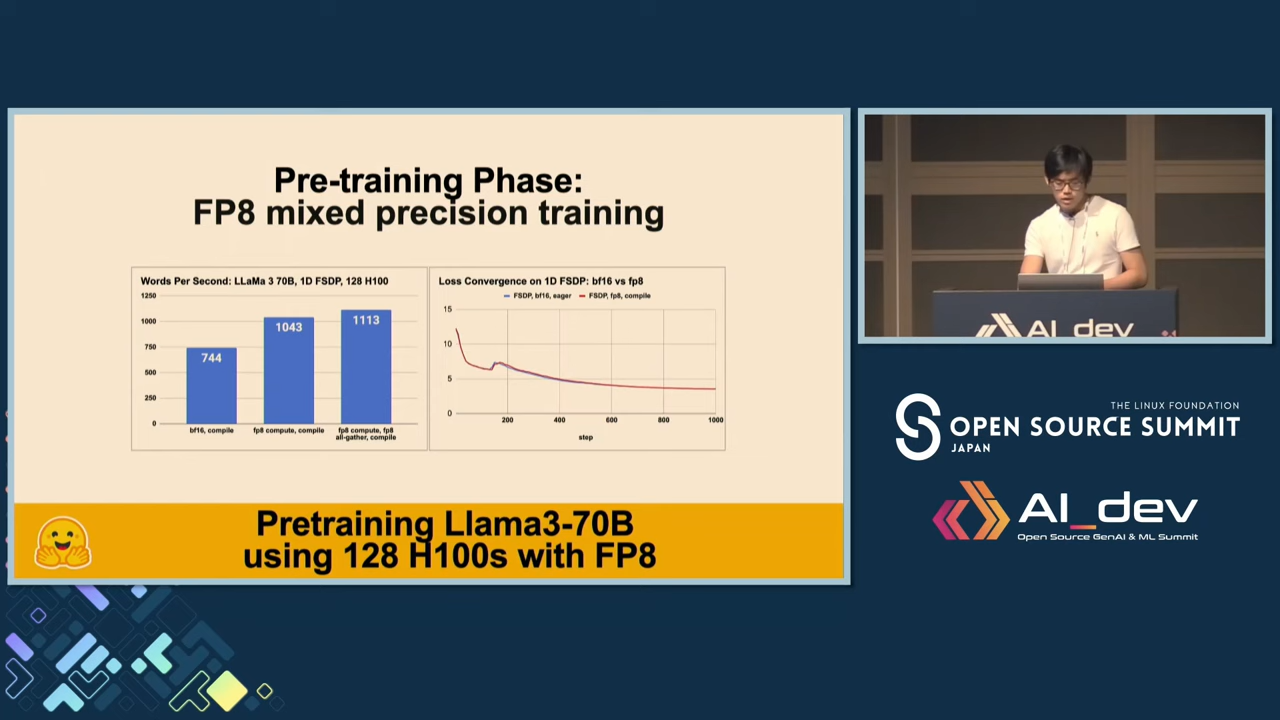 Pre-training Phase:
FP8 mixed precision training
Words Per Second: LLaMa 3 70B, 1D FSDP, 128 H100
1250
1000
750
500
250
0
744
1043
1113
bf16, compile
fp8 compute, compile
fp8 compute, fp8
all-gather, compile
Loss Convergence on 1D FSDP: bf16 vs fp8
FSDP, bf16, eager
FSDP, fp8, compile
15
10
5
0
200
400
600
800
1000
step
Pretraining Llama3-70B
using 128 H100s with FP8
AI_dev
THE LINUX FOUNDATION
OPEN SOURCE SUMMIT
JAPAN
AI_dev
Open Source GenAI & ML Summit